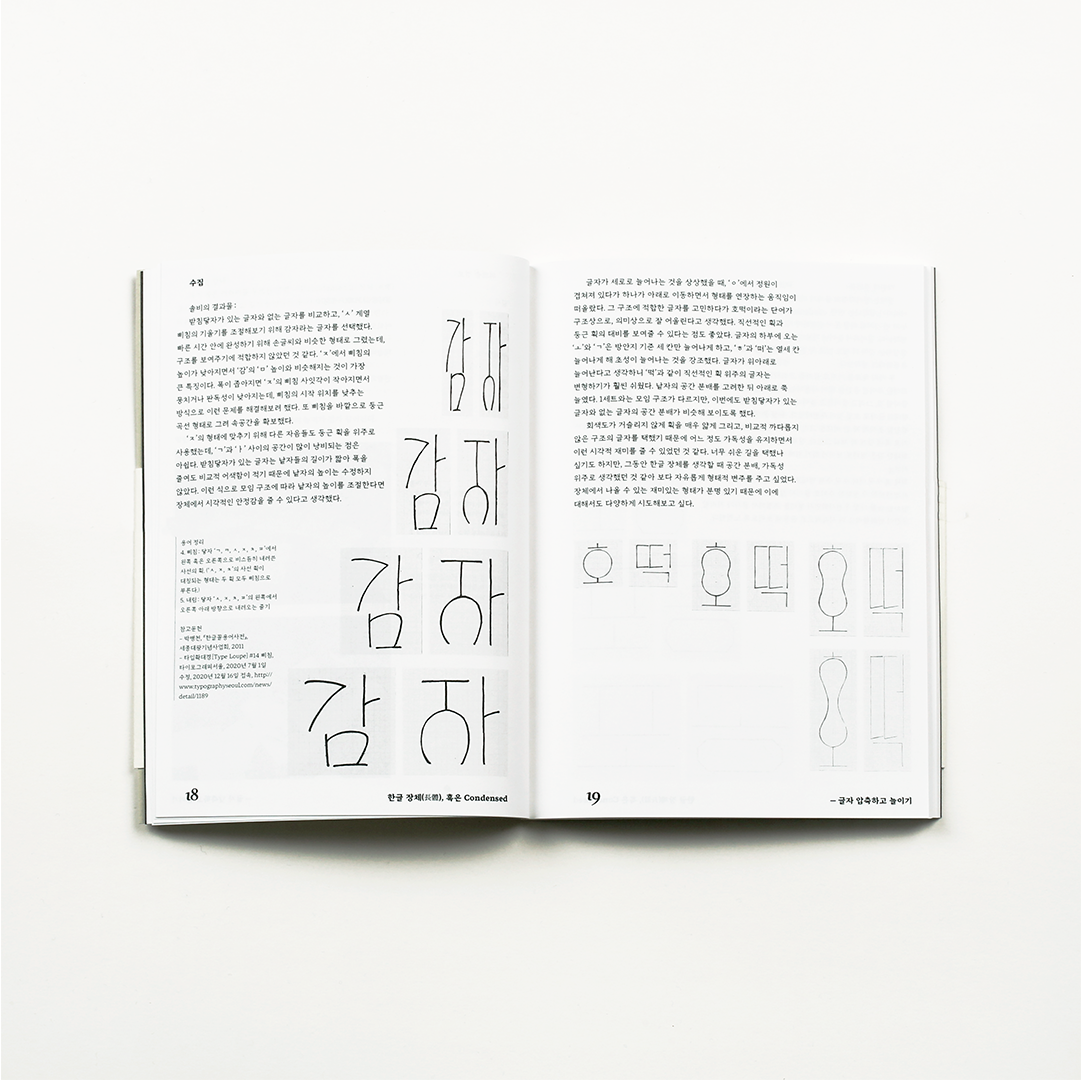 수집
솔비의 결과물 :
받침닿자가 있는 글자와 없는 글자를 비교하고, 'ㅅ' 계열
삐침의 기울기를 조절해보기 위해 감자라는 글자를 선택했다.
빠른 시간 안에 완성하기 위해 손글씨와 비슷한 형태로 그렸는데,
구조를 보여주기에 적합하지 않았던 것 같다. 'ㅈ'에서 삐침의
높이가 낮아지면서 '감'의 'ㅁ' 높이와 비슷해지는 것이 가장
큰 특징이다. 폭이 좁아지면 'ㅈ'의 삐침 사잇각이 작아지면서
뭉치거나 판독성이 낮아지는데, 삐침의 시작 위치를 낮추는
방식으로 이런 문제를 해결해보려 했다. 또 삐침을 바깥으로 둥근
곡선 형태로 그려 속공간을 확보했다.
'ㅈ'의 형태에 맞추기 위해 다른 자음들도 둥근 획을 위주로
사용했는데, 'ㄱ'과 'ㅏ' 사이의 공간이 많이 낭비되는 점은
아쉽다. 받침닿자가 있는 글자는 낱자들의 길이가 짧아 폭을
줄여도 비교적 어색함이 적기 때문에 낱자의 높이는 수정하지
않았다. 이런 식으로 모임 구조에 따라 낱자의 높이를 조절한다면
장체에서 시각적인 안정감을 줄 수 있다고 생각했다.
용어 정리
4. 삐침: 닿자 'ㄱ, ㄲ, ㅅ, ㅈ, ㅊ, ㅋ'에서
왼쪽 혹은 오른쪽으로 비스듬히 내려쓴
사선의 획. ('ㅅ, ㅈ, ㅊ'의 사선 획이
대칭되는 형태는 두 획 모두 삐침으로
부른다.)
5. 내림: 닿자 'ㅅ, ㅈ, ㅊ, ㅉ'의 왼쪽에서
오른쪽 아래 방향으로 내려오는 줄기
참고문헌
– 박병천, 『한글꼴용어사전』,
세종대왕기념사업회, 2011
– 타입확대경[Type Loupe] #14 삐침,
타이포그래피서울, 2020년 7월 1일
수정, 2020년 12월 16일 접속, http://
www.typographyseoul.com/news/
detail/1189
감 자
감 자
감 자
감 자
18
한글 장체(長體), 혹은 Condensed
글자가 세로로 늘어나는 것을 상상했을 때, 'ㅇ'에서 정원이
겹쳐져 있다가 하나가 아래로 이동하면서 형태를 연장하는 움직임이
떠올랐다. 그 구조에 적합한 글자를 고민하다가 호떡이라는 단어가
구조상으로, 의미상으로 잘 어울린다고 생각했다. 직선적인 획과
둥근 획의 대비를 보여줄 수 있다는 점도 좋았다. 글자의 하부에 오는
'ㅗ'와 'ㄱ'은 방안지 기준 세 칸만 늘어나게 하고, 'ㅎ'과 '떠'는 열세 칸
늘어나게 해 초성이 늘어나는 것을 강조했다. 글자가 위아래로
늘어난다고 생각하니 '떡'과 같이 직선적인 획 위주의 글자는
변형하기가 훨씬 쉬웠다. 낱자의 공간 분배를 고려한 뒤 아래로 쭉
늘였다. 1세트와는 모임 구조가 다르지만, 이번에도 받침닿자가 있는
글자와 없는 글자의 공간 분배가 비슷해 보이도록 했다.
회색도가 거슬리지 않게 획을 매우 얇게 그리고, 비교적 까다롭지
않은 구조의 글자를 택했기 때문에 어느 정도 가독성을 유지하면서
이런 시각적 재미를 줄 수 있었던 것 같다. 너무 쉬운 길을 택했나
싶기도 하지만, 그동안 한글 장체를 생각할 때 공간 분배, 가독성
위주로 생각했던 것 같아 보다 자유롭게 형태적 변주를 주고 싶었다.
장체에서 나올 수 있는 재미있는 형태가 분명 있기 때문에 이에
대해서도 다양하게 시도해보고 싶다.
호 떡 호 떡 호 떡
호 떡
19
– 글자 압축하고 늘이기